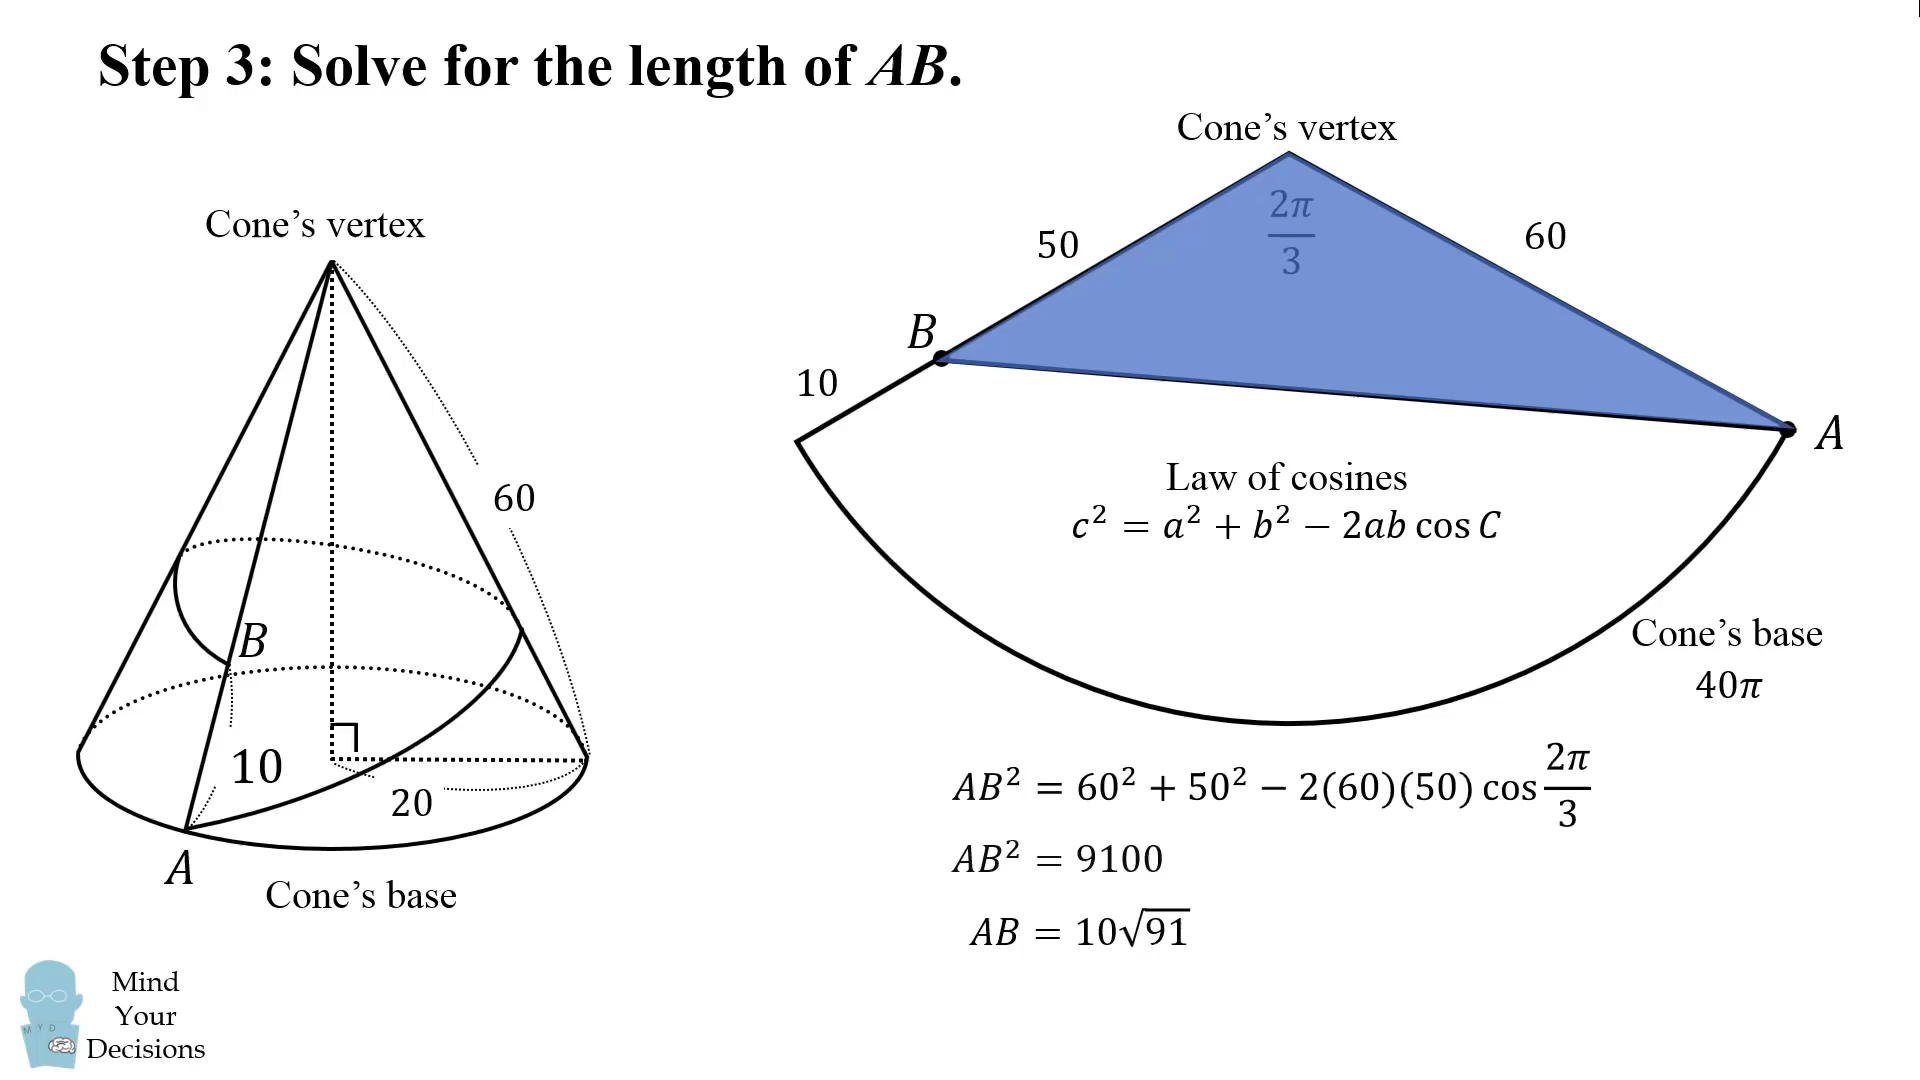 Step 3: Solve for the length of AB.
Cone’s vertex
60
B
10
20
A
Cone’s base
Cone’s vertex
2π/3
50
60
B
10
A
Law of cosines
c² = a² + b² − 2ab cos C
Cone’s base
40π
AB² = 60² + 50² − 2(60)(50) cos 2π/3
AB² = 9100
AB = 10√91
M Y D
Mind
Your
Decisions